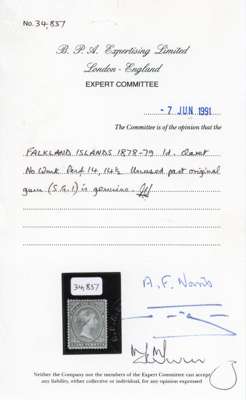 No. 34,857
B. P. A. Expertising Limited
London - England
EXPERT COMMITTEE
- 7 JUN 1991
The Committee is of the opinion that the
FALKLAND ISLANDS 1878-79 1d. Claret
No Wmk Perf 14, 14½ Unused part original
gum (S.G.1) is genuine.
34,857
A. F. Norris
Neither the Company nor the members of the Expert Committee can accept
any liability, either collective or individual, for any opinion expressed